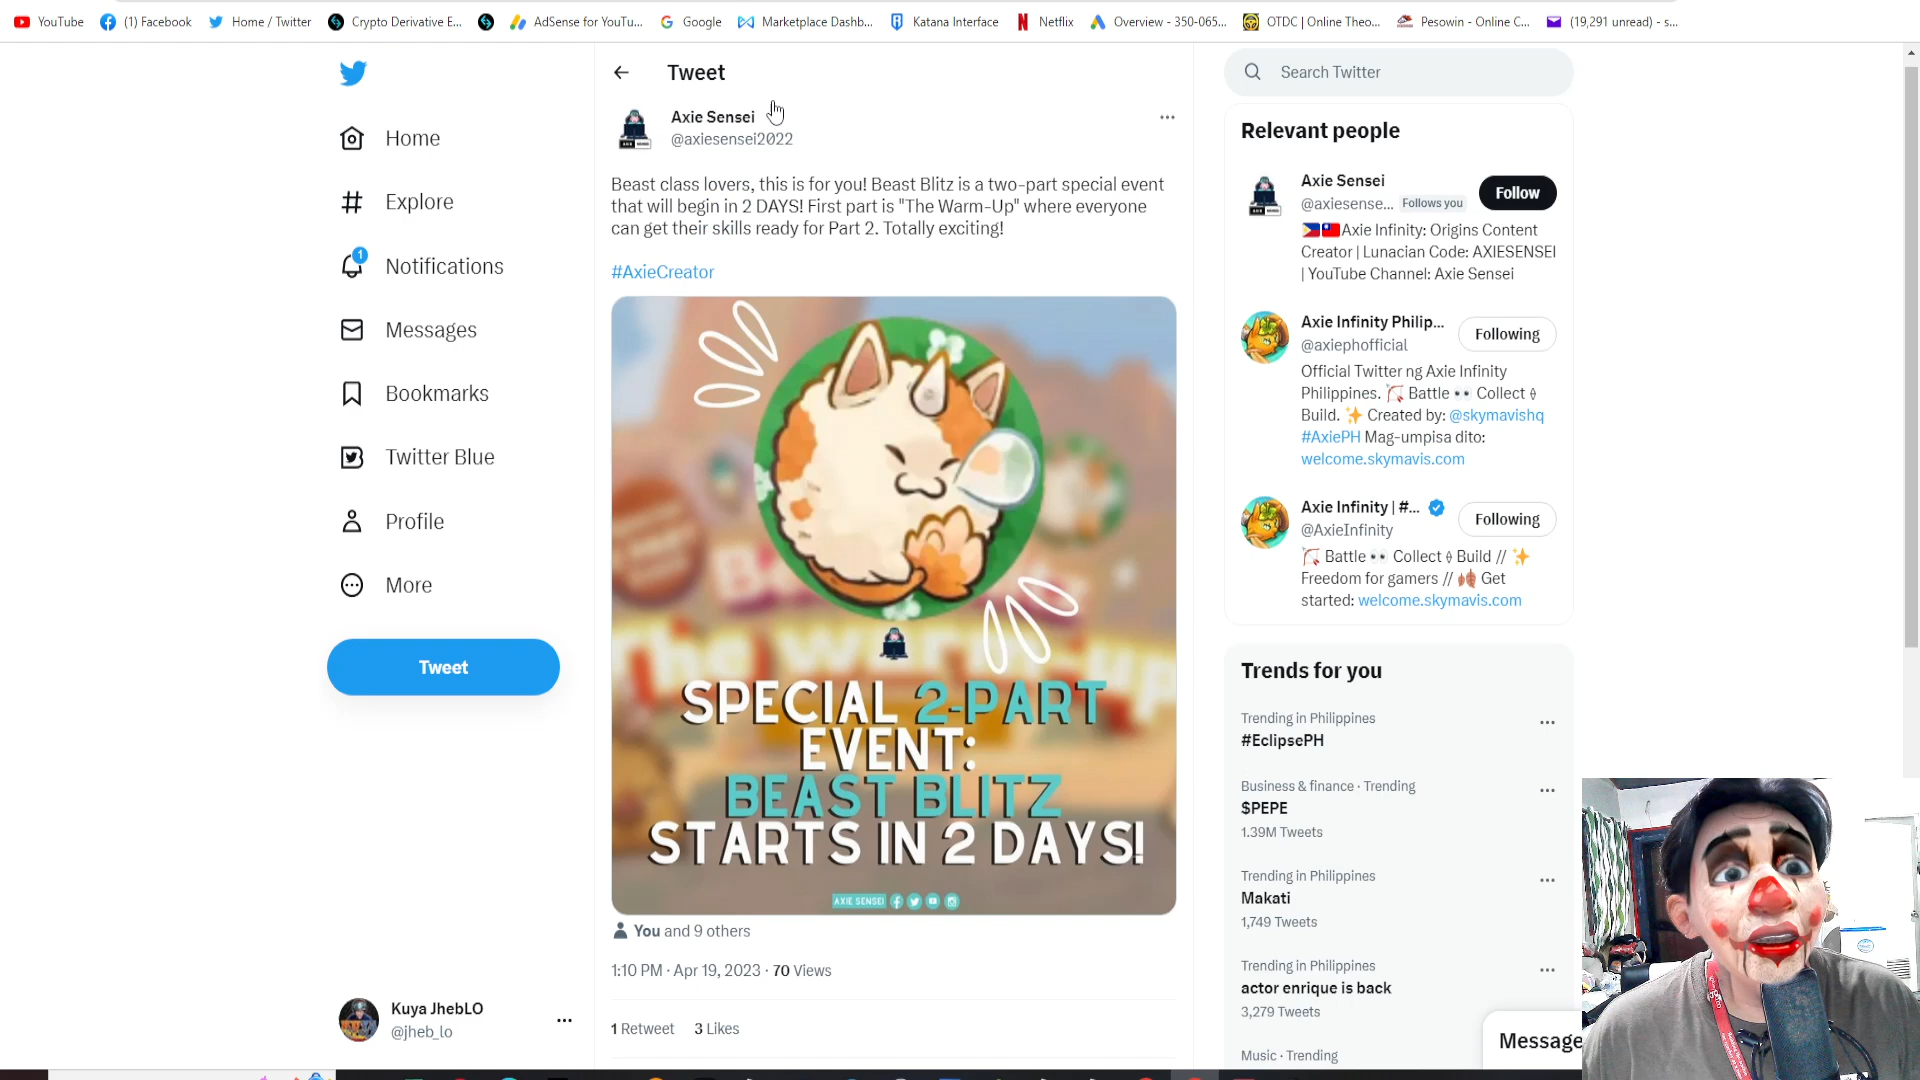 YouTube
(1) Facebook
Home / Twitter
Crypto Derivative E...
AdSense for YouTu...
Google
Marketplace Dashb...
Katana Interface
Netflix
Overview - 350-065...
OTDC | Online Theo...
Pesowin - Online C...
(19,291 unread) - s...
Home
Explore
1
Notifications
Messages
Bookmarks
Twitter Blue
Profile
More
Tweet
Kuya JhebLO
@jheb_lo
Tweet
Axie Sensei
@axiesensei2022
Beast class lovers, this is for you! Beast Blitz is a two-part special event
that will begin in 2 DAYS! First part is "The Warm-Up" where everyone
can get their skills ready for Part 2. Totally exciting!
#AxieCreator
The Warm-up
SPECIAL 2-PART
EVENT:
BEAST BLITZ
STARTS IN 2 DAYS!
AXIE SENSEI
You and 9 others
1:10 PM · Apr 19, 2023 · 70 Views
1 Retweet 3 Likes
Search Twitter
Relevant people
Axie Sensei
@axiesense... Follows you
Follow
Axie Infinity: Origins Content
Creator | Lunacian Code: AXIESENSEI
| YouTube Channel: Axie Sensei
Axie Infinity Philip...
@axiephofficial
Following
Official Twitter ng Axie Infinity
Philippines. Battle Collect
Build. Created by: @skymavishq
#AxiePH Mag-umpisa dito:
welcome.skymavis.com
Axie Infinity | #...
@AxieInfinity
Following
Battle Collect Build //
Freedom for gamers // Get
started: welcome.skymavis.com
Trends for you
Trending in Philippines
#EclipsePH
Business & finance · Trending
$PEPE
1.39M Tweets
Trending in Philippines
Makati
1,749 Tweets
Trending in Philippines
actor enrique is back
3,279 Tweets
Music · Trending
Message